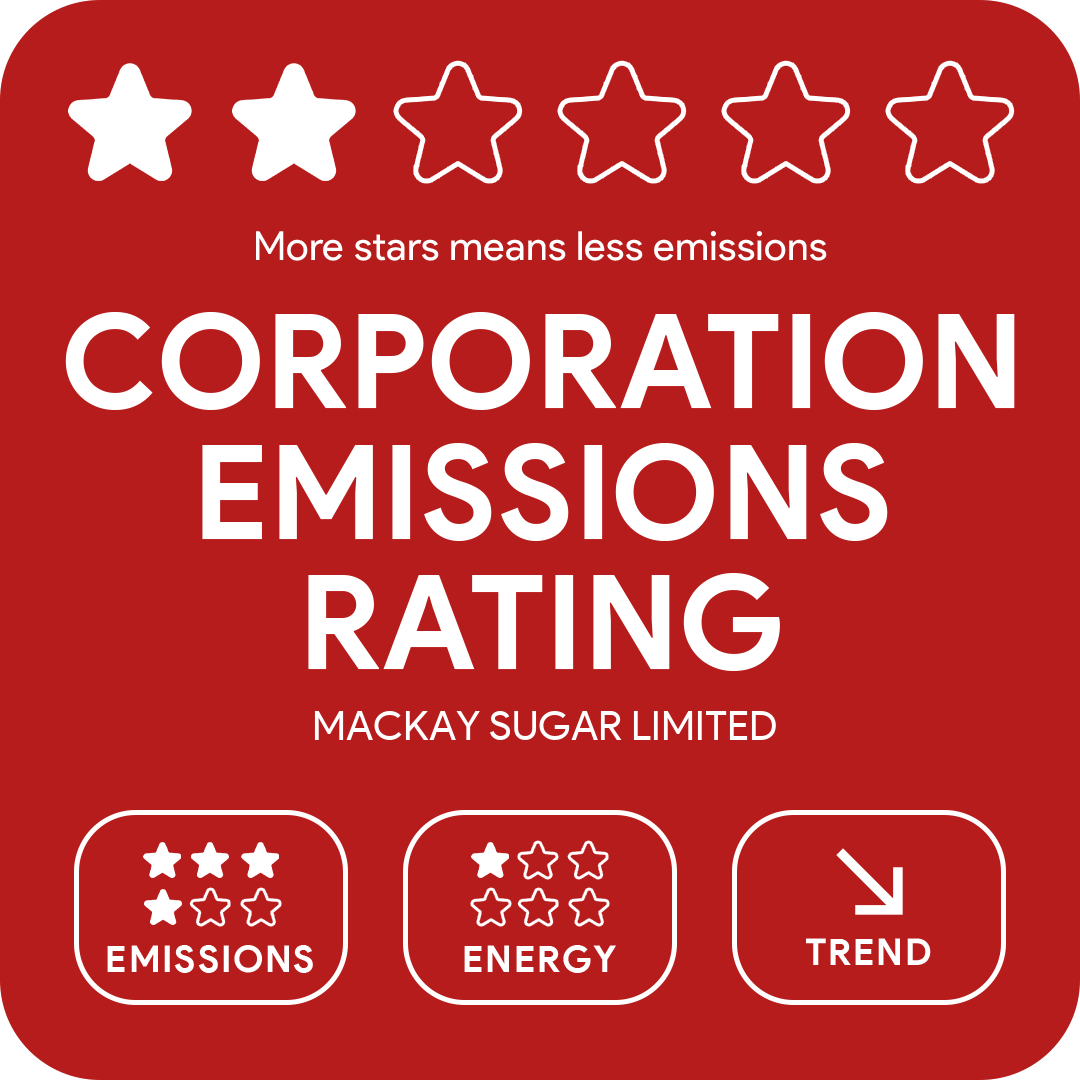 More stars means less emissions
CORPORATION
EMISSIONS
RATING
MACKAY SUGAR LIMITED
EMISSIONS
ENERGY
TREND